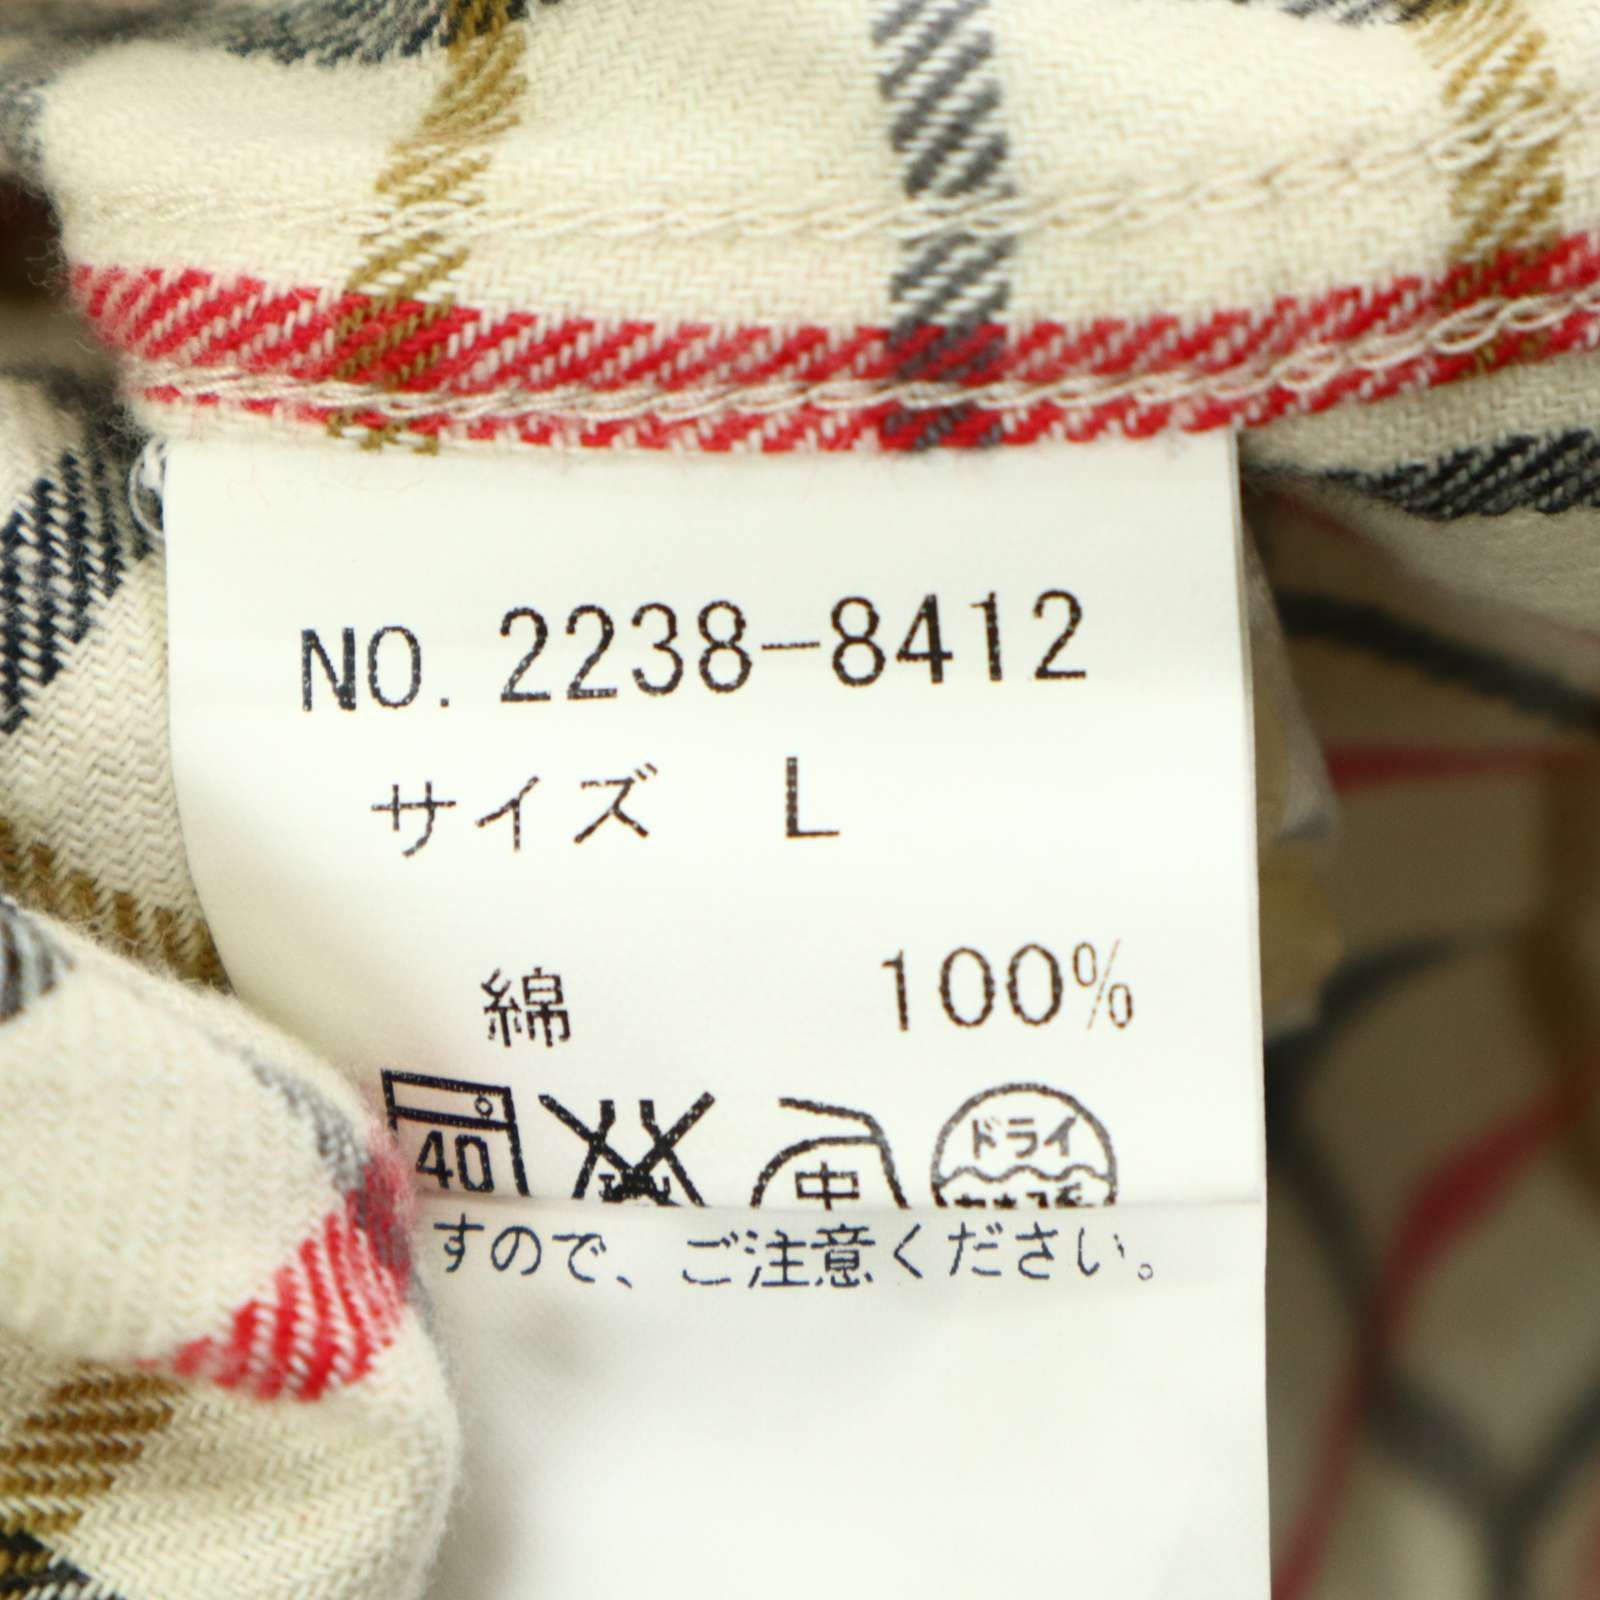 NO. 2238-8412
サイズ L
綿 100%
40 中 ドライ
すので、ご注意ください。